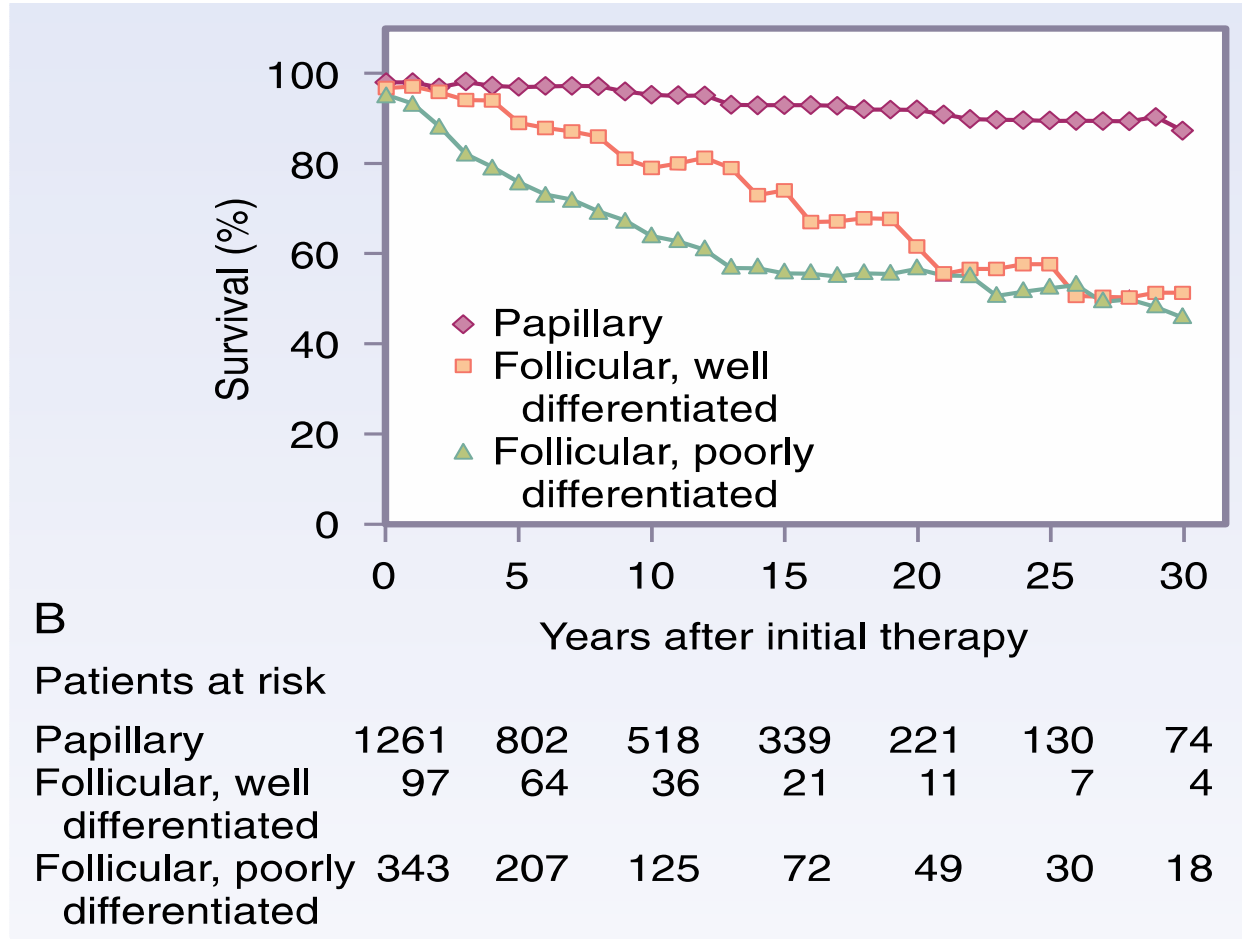 100
80
60
40
20
0
Survival (%)
Papillary
Follicular, well
differentiated
Follicular, poorly
differentiated
0 5 10 15 20 25 30
B
Years after initial therapy
Patients at risk
Papillary 1261 802 518 339 221 130 74
Follicular, well 97 64 36 21 11 7 4
differentiated
Follicular, poorly 343 207 125 72 49 30 18
differentiated